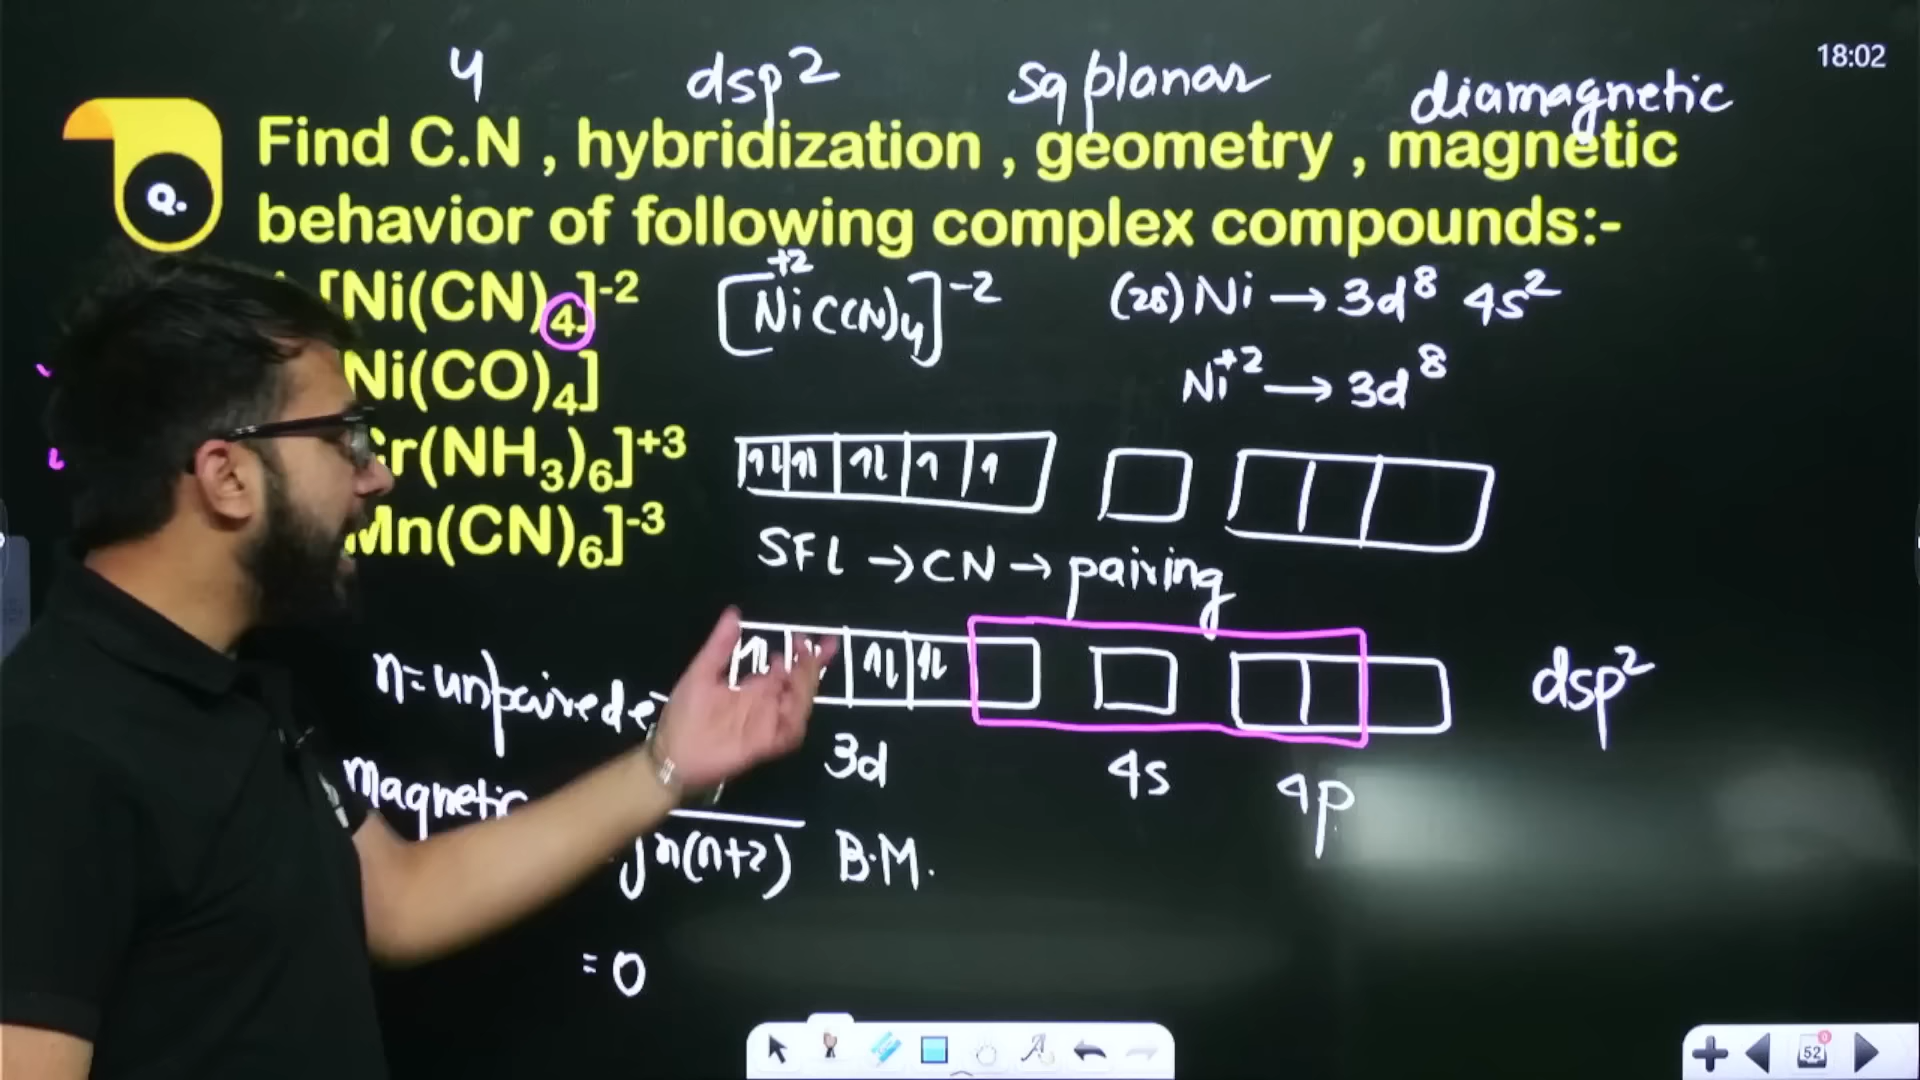 18:02
4 dsp2 sq planar diamagnetic
Q.
Find C.N , hybridization , geometry , magnetic
behavior of following complex compounds:-
[Ni(CN)4]-2
Ni(CO)4]
Cr(NH3)6]+3
Mn(CN)6]-3
+2
[Ni(CN)4]-2
(28) Ni → 3d8 4s2
Ni+2 → 3d8
SFL → CN → pairing
dsp2
3d 4s 4p
n = unpaired e-
magnetic
√n(n+2) B.M.
= 0
52